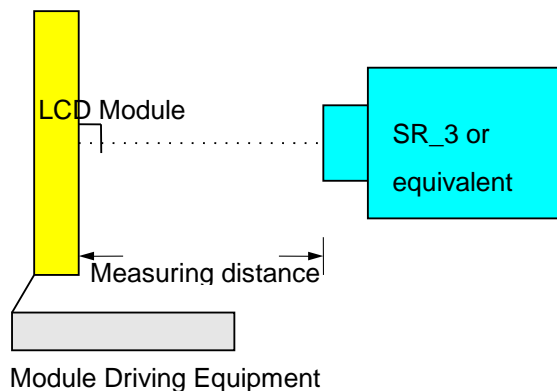 LCD Module
SR_3 or
equivalent
Measuring distance
Module Driving Equipment